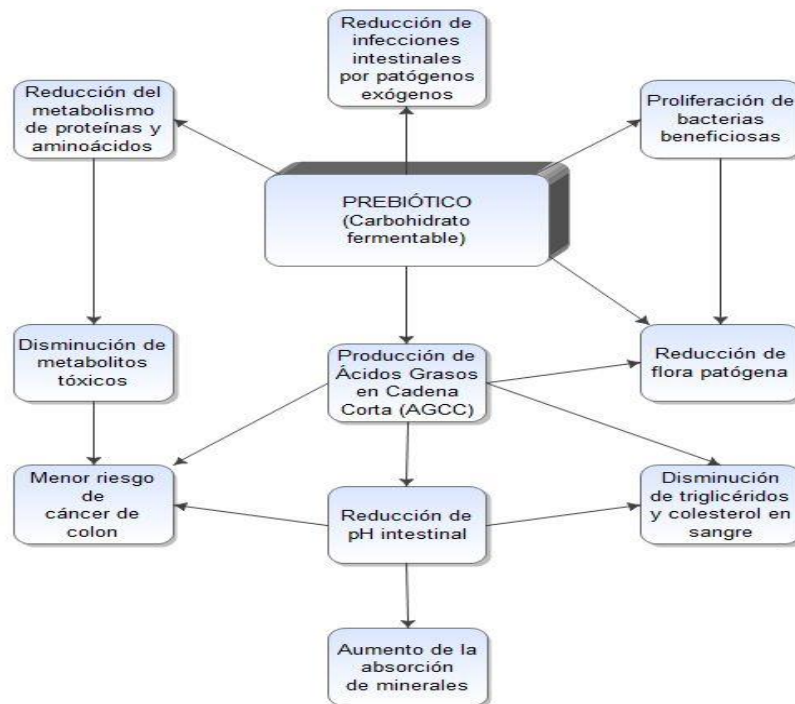 Reducción de
infecciones
intestinales
por patógenos
exógenos
Reducción del
metabolismo
de proteínas y
aminoácidos
Proliferación de
bacterias
beneficiosas
PREBIÓTICO
(Carbohidrato
fermentable)
Disminución de
metabolitos
tóxicos
Producción de
Ácidos Grasos
en Cadena
Corta (AGCC)
Reducción de
flora patógena
Menor riesgo
de
cáncer de
colon
Reducción de
pH intestinal
Disminución
de triglicéridos
y colesterol en
sangre
Aumento de la
absorción
de minerales